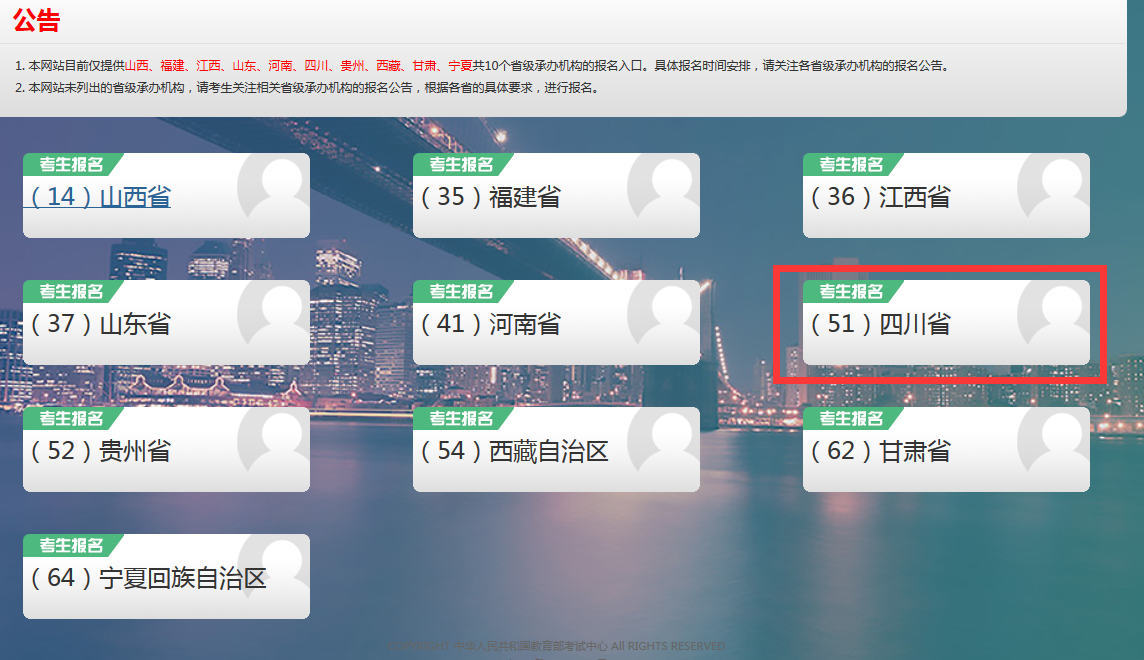 公告
1. 本网站目前仅提供山西、福建、江西、山东、河南、四川、贵州、西藏、甘肃、宁夏共10个省级承办机构的报名入口。具体报名时间安排，请关注各省级承办机构的报名公告。
2. 本网站未列出的省级承办机构，请考生关注相关省级承办机构的报名公告，根据各省的具体要求，进行报名。
考生报名
（14）山西省
考生报名
（35）福建省
考生报名
（36）江西省
考生报名
（37）山东省
考生报名
（41）河南省
考生报名
（51）四川省
考生报名
（52）贵州省
考生报名
（54）西藏自治区
考生报名
（62）甘肃省
考生报名
（64）宁夏回族自治区
中华人民共和国教育部考试中心 All RIGHTS RESERVED